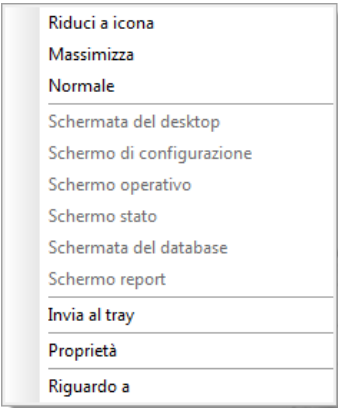 Riduci a icona
Massimizza
Normale
Schermata del desktop
Schermo di configurazione
Schermo operativo
Schermo stato
Schermata del database
Schermo report
Invia al tray
Proprietà
Riguardo a